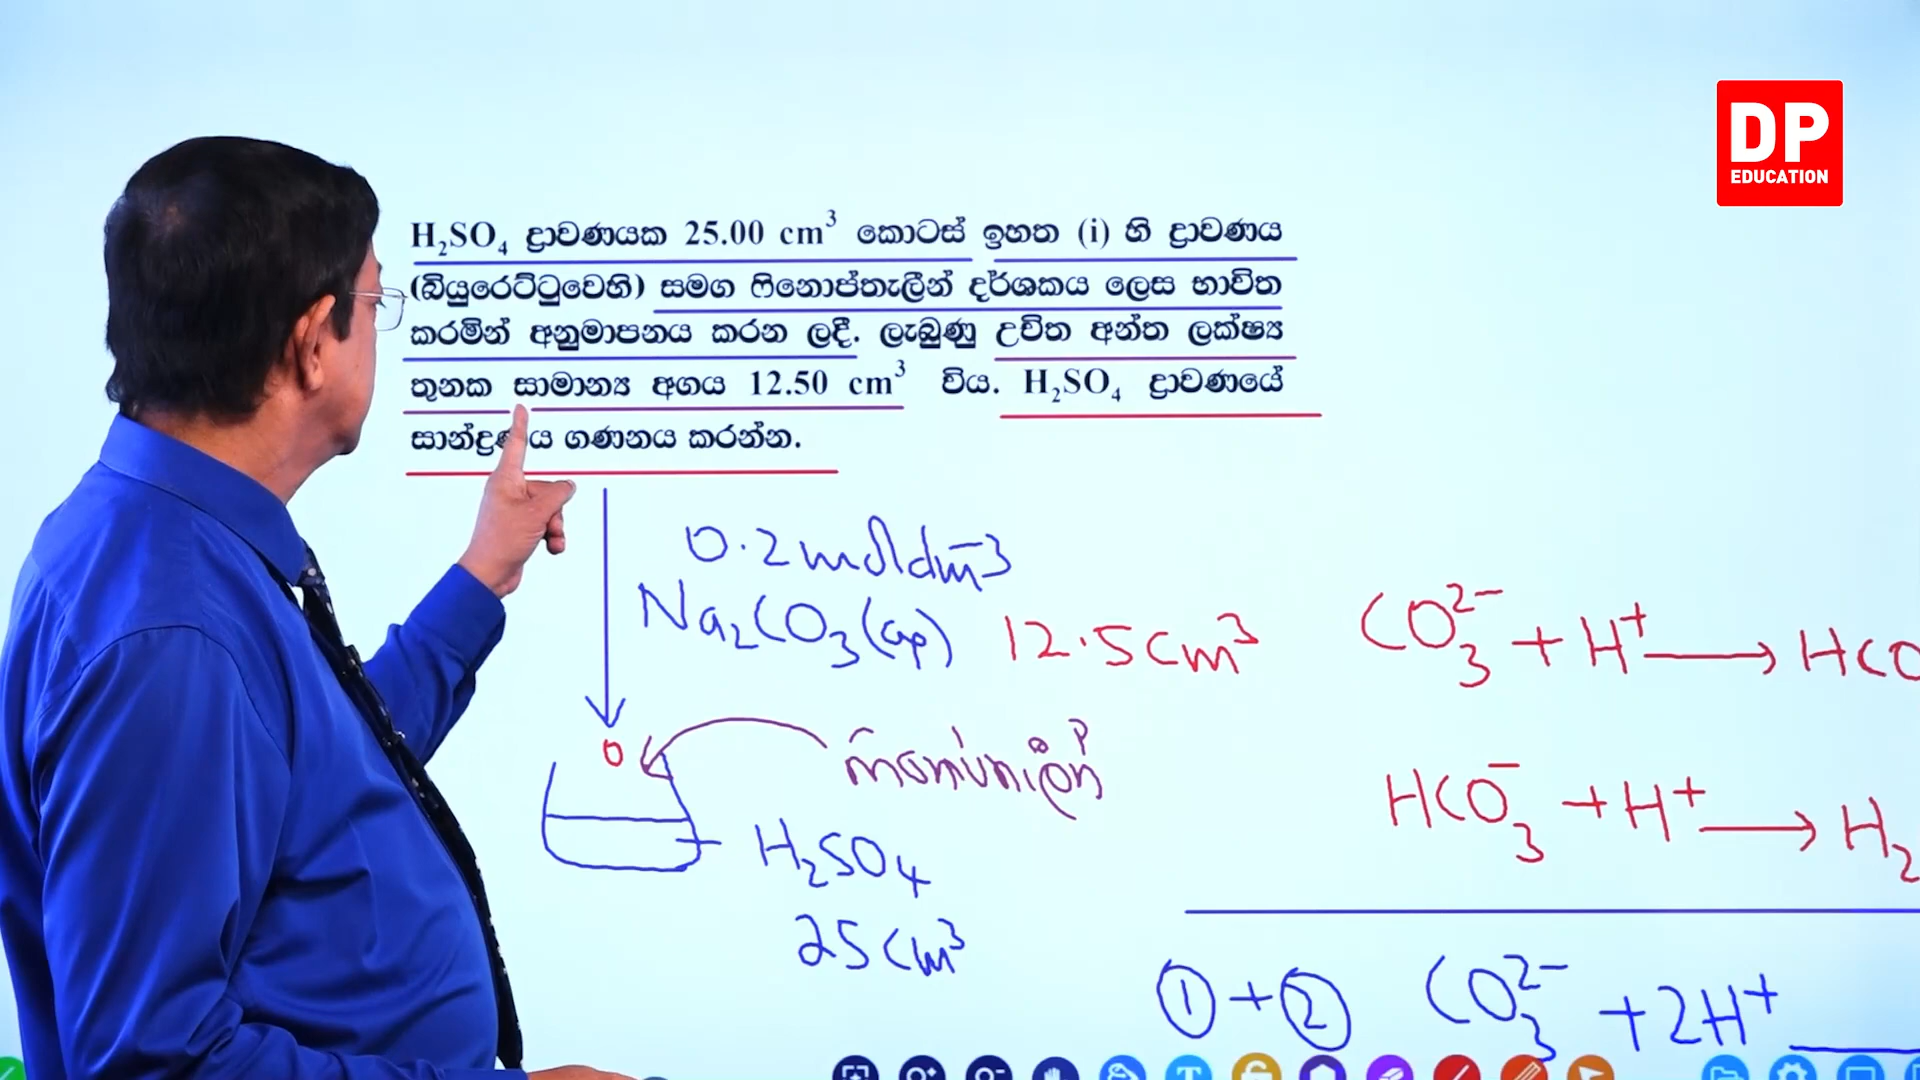 DP
EDUCATION
H₂SO₄ ද්‍රාවණයක 25.00 cm³ කොටස් ඉහත (i) හි ද්‍රාවණය
(බියුරෙට්ටුවෙහි) සමග ෆිනොප්තැලීන් දර්ශකය ලෙස භාවිත
කරමින් අනුමාපනය කරන ලදී. ලැබුණු උචිත අන්ත ලක්ෂ්‍ය
තුනක සාමාන්‍ය අගය 12.50 cm³ විය. H₂SO₄ ද්‍රාවණයේ
ගණනය කරන්න.
0.2 mol dm⁻³
Na₂CO₃(aq) 12.5 cm³
CO₃²⁻ + H⁺ → HCO
HCO₃⁻ + H⁺ → H₂
H₂SO₄
25 cm³
① + ② CO₃²⁻ + 2H⁺